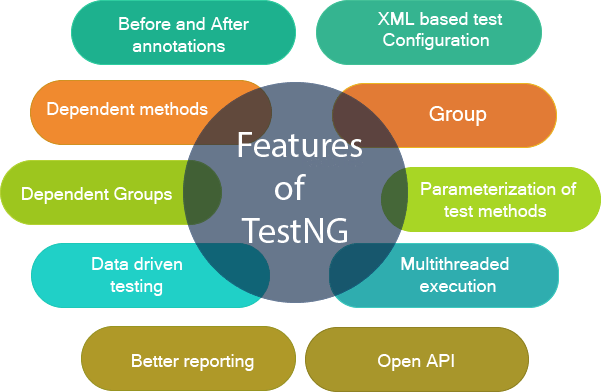 Before and After
annotations
XML based test
Configuration
Dependent methods
Group
Features
of
TestNG
Dependent Groups
Parameterization of
test methods
Data driven
testing
Multithreaded
execution
Better reporting
Open API